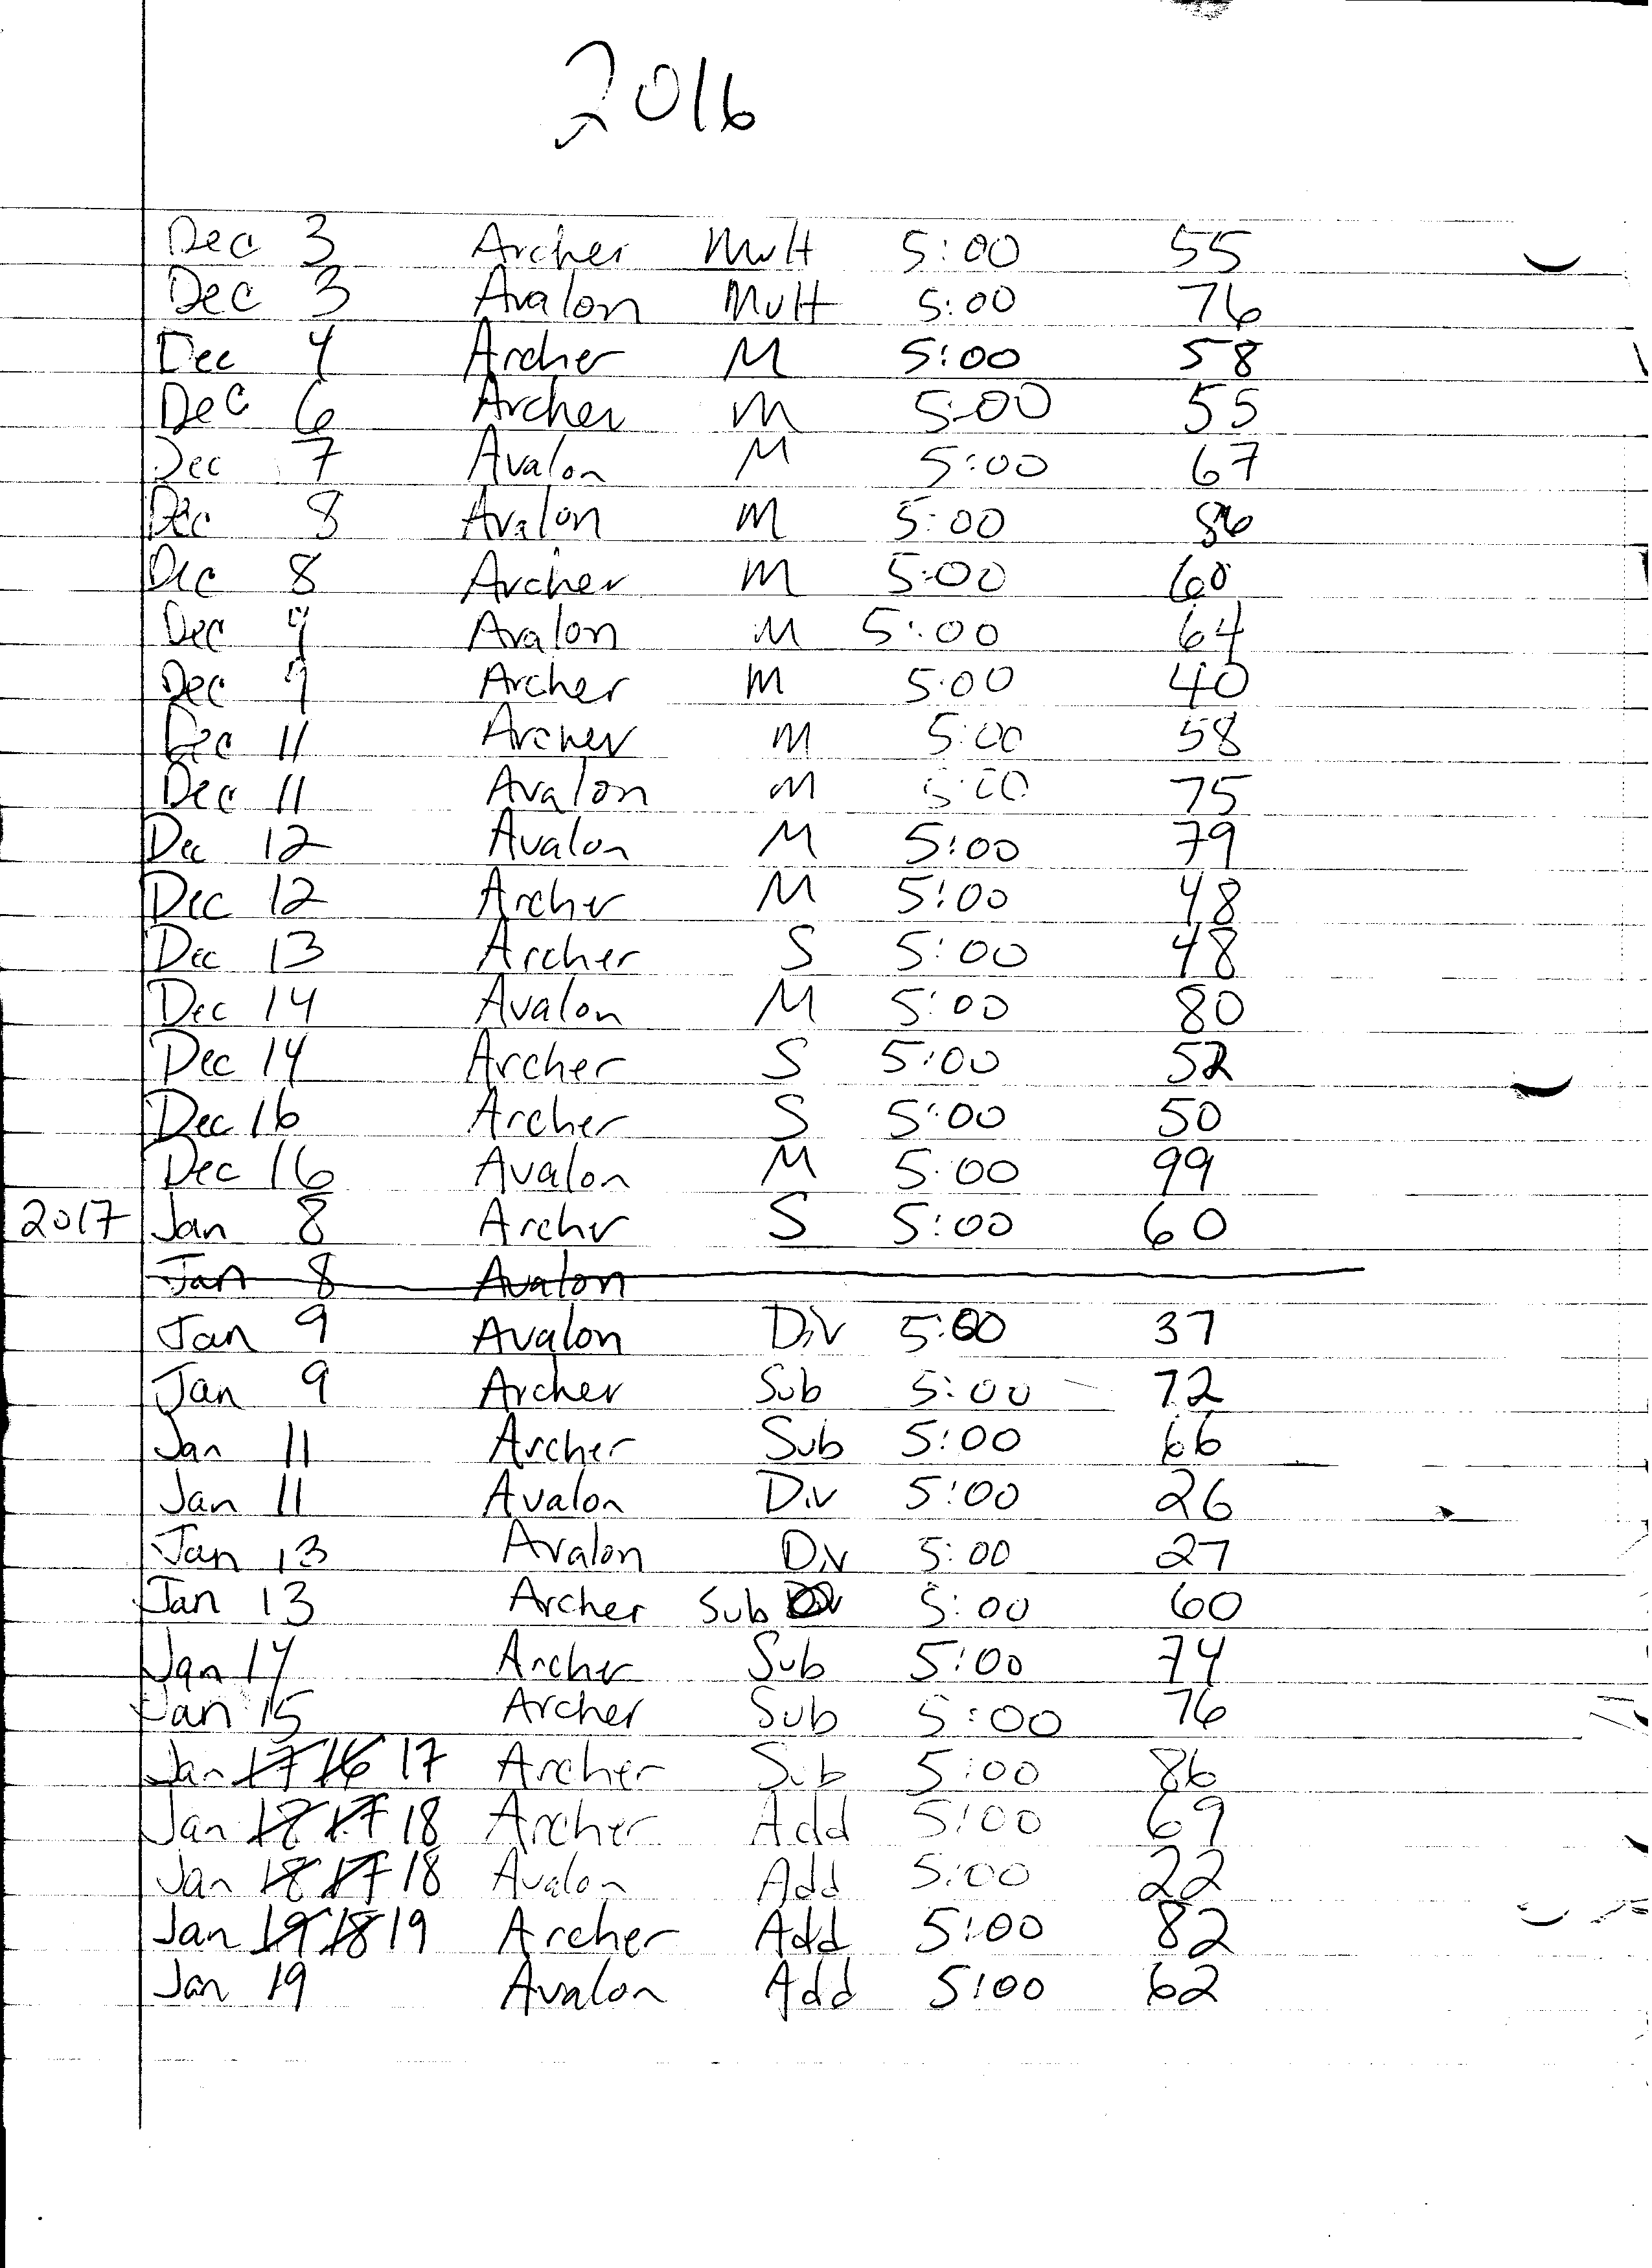 2016
Dec 3 Archer Mult 5:00 55
Dec 3 Avalon Mult 5:00 76
Dec 4 Archer M 5:00 58
Dec 6 Archer M 5:00 55
Dec 7 Avalon M 5:00 67
Dec 8 Avalon M 5:00 86
Dec 8 Archer M 5:00 60
Dec 9 Avalon M 5:00 64
Dec 9 Archer M 5:00 40
Dec 11 Archer M 5:00 58
Dec 11 Avalon M 5:00 75
Dec 12 Avalon M 5:00 79
Dec 12 Archer M 5:00 48
Dec 13 Archer S 5:00 48
Dec 14 Avalon M 5:00 80
Dec 14 Archer S 5:00 52
Dec 16 Archer S 5:00 50
Dec 16 Avalon M 5:00 99
2017 Jan 8 Archer S 5:00 60
Jan 8 Avalon
Jan 9 Avalon Div 5:00 37
Jan 9 Archer Sub 5:00 72
Jan 11 Archer Sub 5:00 66
Jan 11 Avalon Div 5:00 26
Jan 13 Avalon Div 5:00 27
Jan 13 Archer Sub 5:00 60
Jan 14 Archer Sub 5:00 74
Jan 15 Archer Sub 5:00 76
Jan 17 16 17 Archer Sub 5:00 86
Jan 18 17 18 Archer Add 5:00 69
Jan 18 17 18 Avalon Add 5:00 22
Jan 19 18 19 Archer Add 5:00 82
Jan 19 Avalon Add 5:00 62